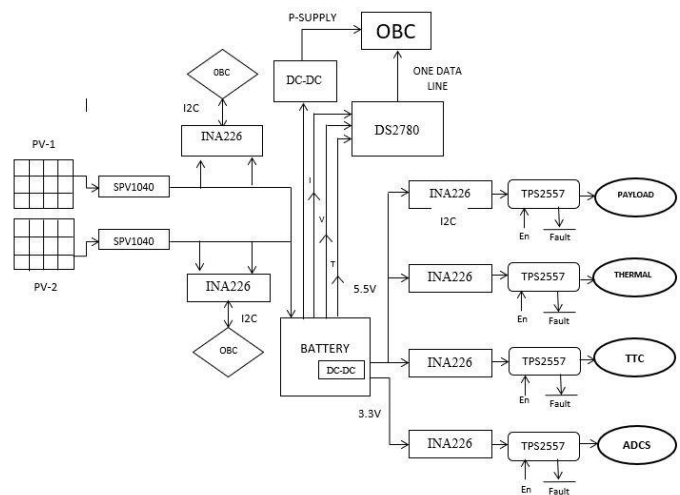 P-SUPPLY
OBC
0BC
DC-DC
ONE DATA
LINE
I2C
INA226
DS2780
PV-1
SPV1040
I
V
T
INA226
I2C
TPS2557
PAYLOAD
En
Fault
SPV1040
PV-2
INA226
I2C
OBC
5.5V
INA226
TPS2557
THERMAL
En
Fault
BATTERY
DC-DC
INA226
TPS2557
TTC
En
Fault
3.3V
INA226
TPS2557
ADCS
En
Fault